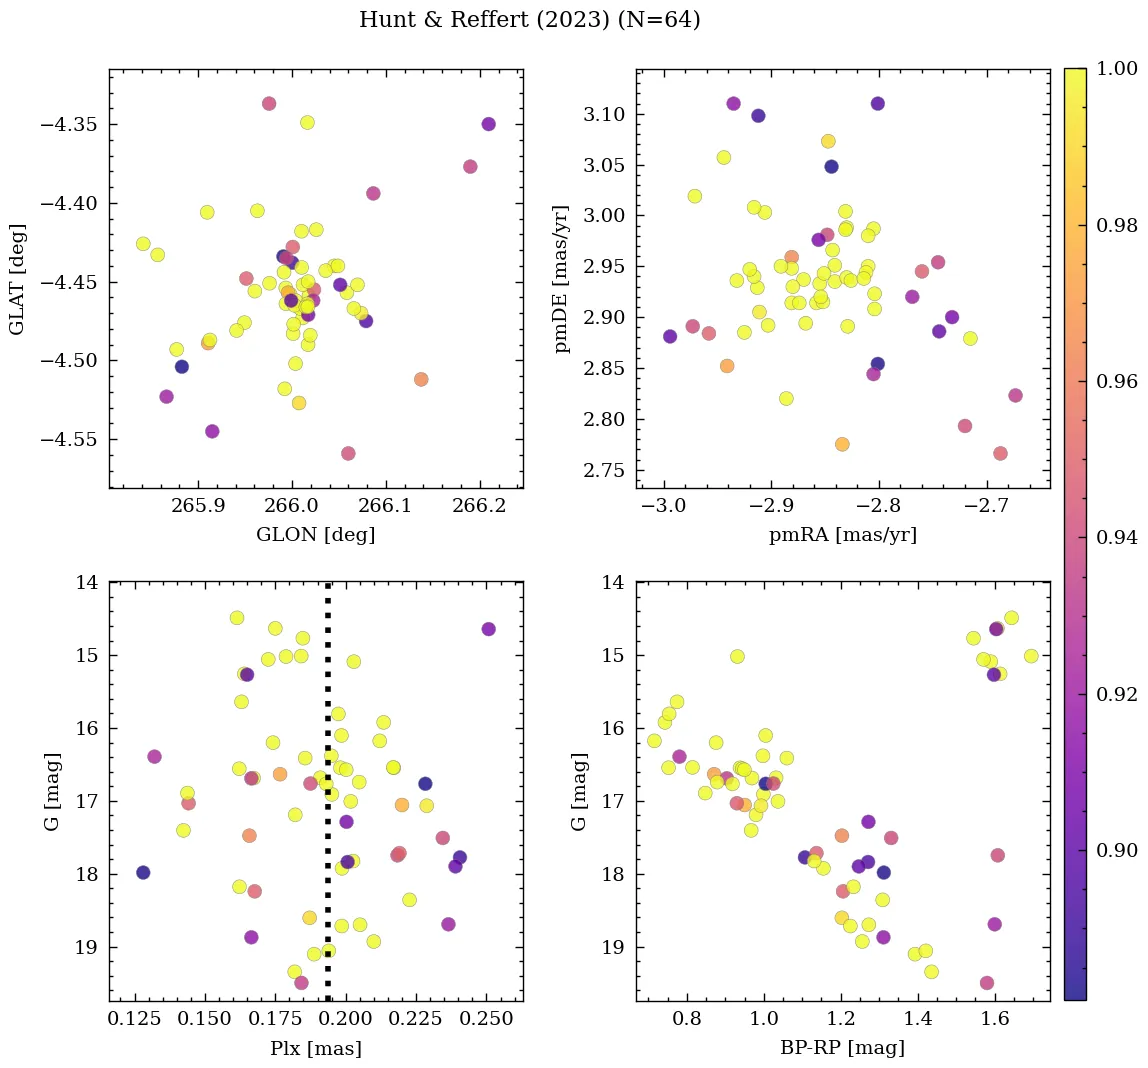 Hunt & Reffert (2023) (N=64)
−4.35
−4.40
−4.45
−4.50
−4.55
GLAT [deg]
265.9 266.0 266.1 266.2
GLON [deg]
3.10
3.05
3.00
2.95
2.90
2.85
2.80
2.75
pmDE [mas/yr]
−3.0 −2.9 −2.8 −2.7
pmRA [mas/yr]
14
15
16
17
18
19
G [mag]
0.125 0.150 0.175 0.200 0.225 0.250
Plx [mas]
14
15
16
17
18
19
G [mag]
0.8 1.0 1.2 1.4 1.6
BP-RP [mag]
1.00
0.98
0.96
0.94
0.92
0.90